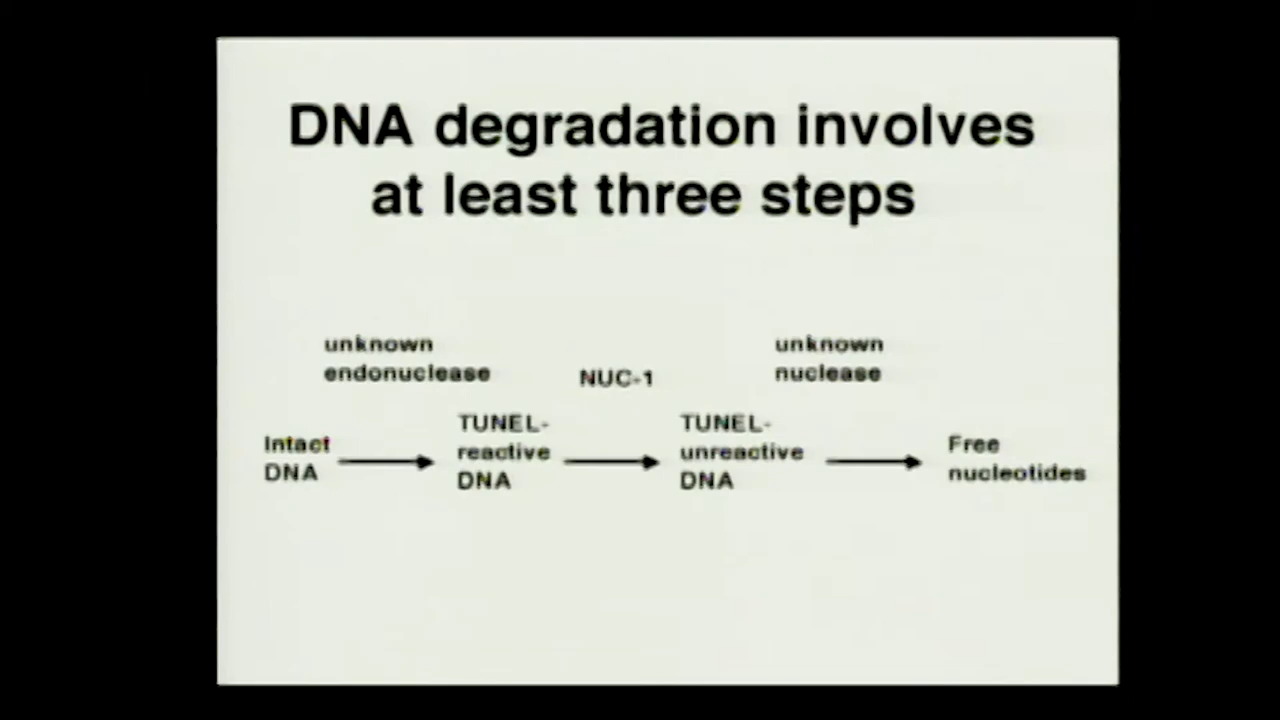 DNA degradation involves
at least three steps
unknown
endonuclease
NUC-1
unknown
nuclease
Intact
DNA
TUNEL-
reactive
DNA
TUNEL-
unreactive
DNA
Free
nucleotides